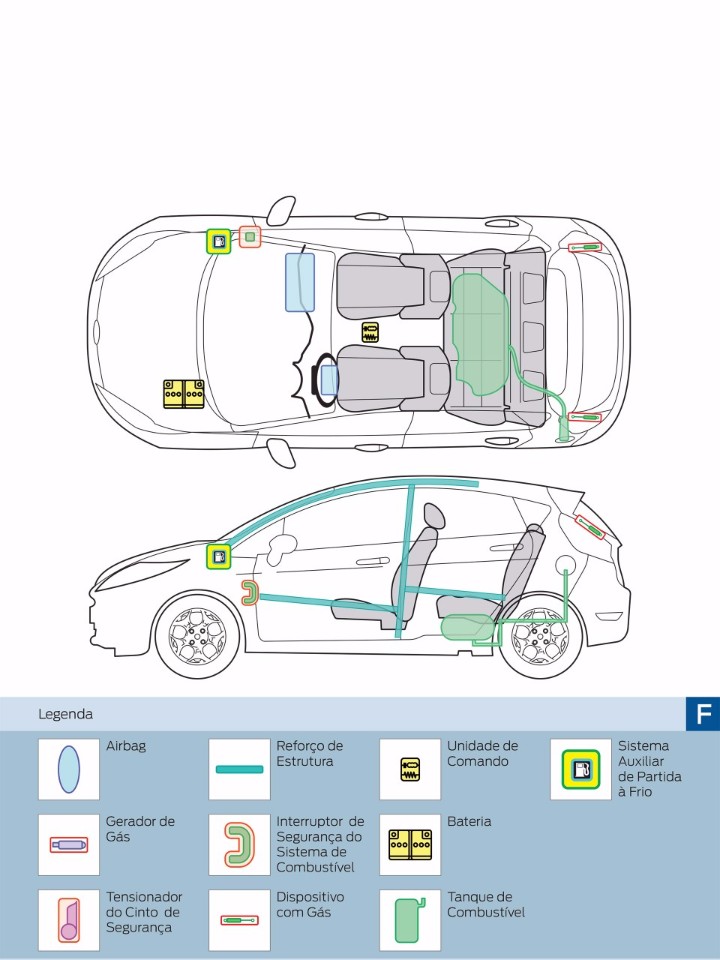 Legenda
F
Airbag
Reforço de
Estrutura
Unidade de
Comando
Sistema
Auxiliar
de Partida
à Frio
Gerador de
Gás
Interruptor de
Segurança do
Sistema de
Combustível
Bateria
Tensionador
do Cinto de
Segurança
Dispositivo
com Gás
Tanque de
Combustível